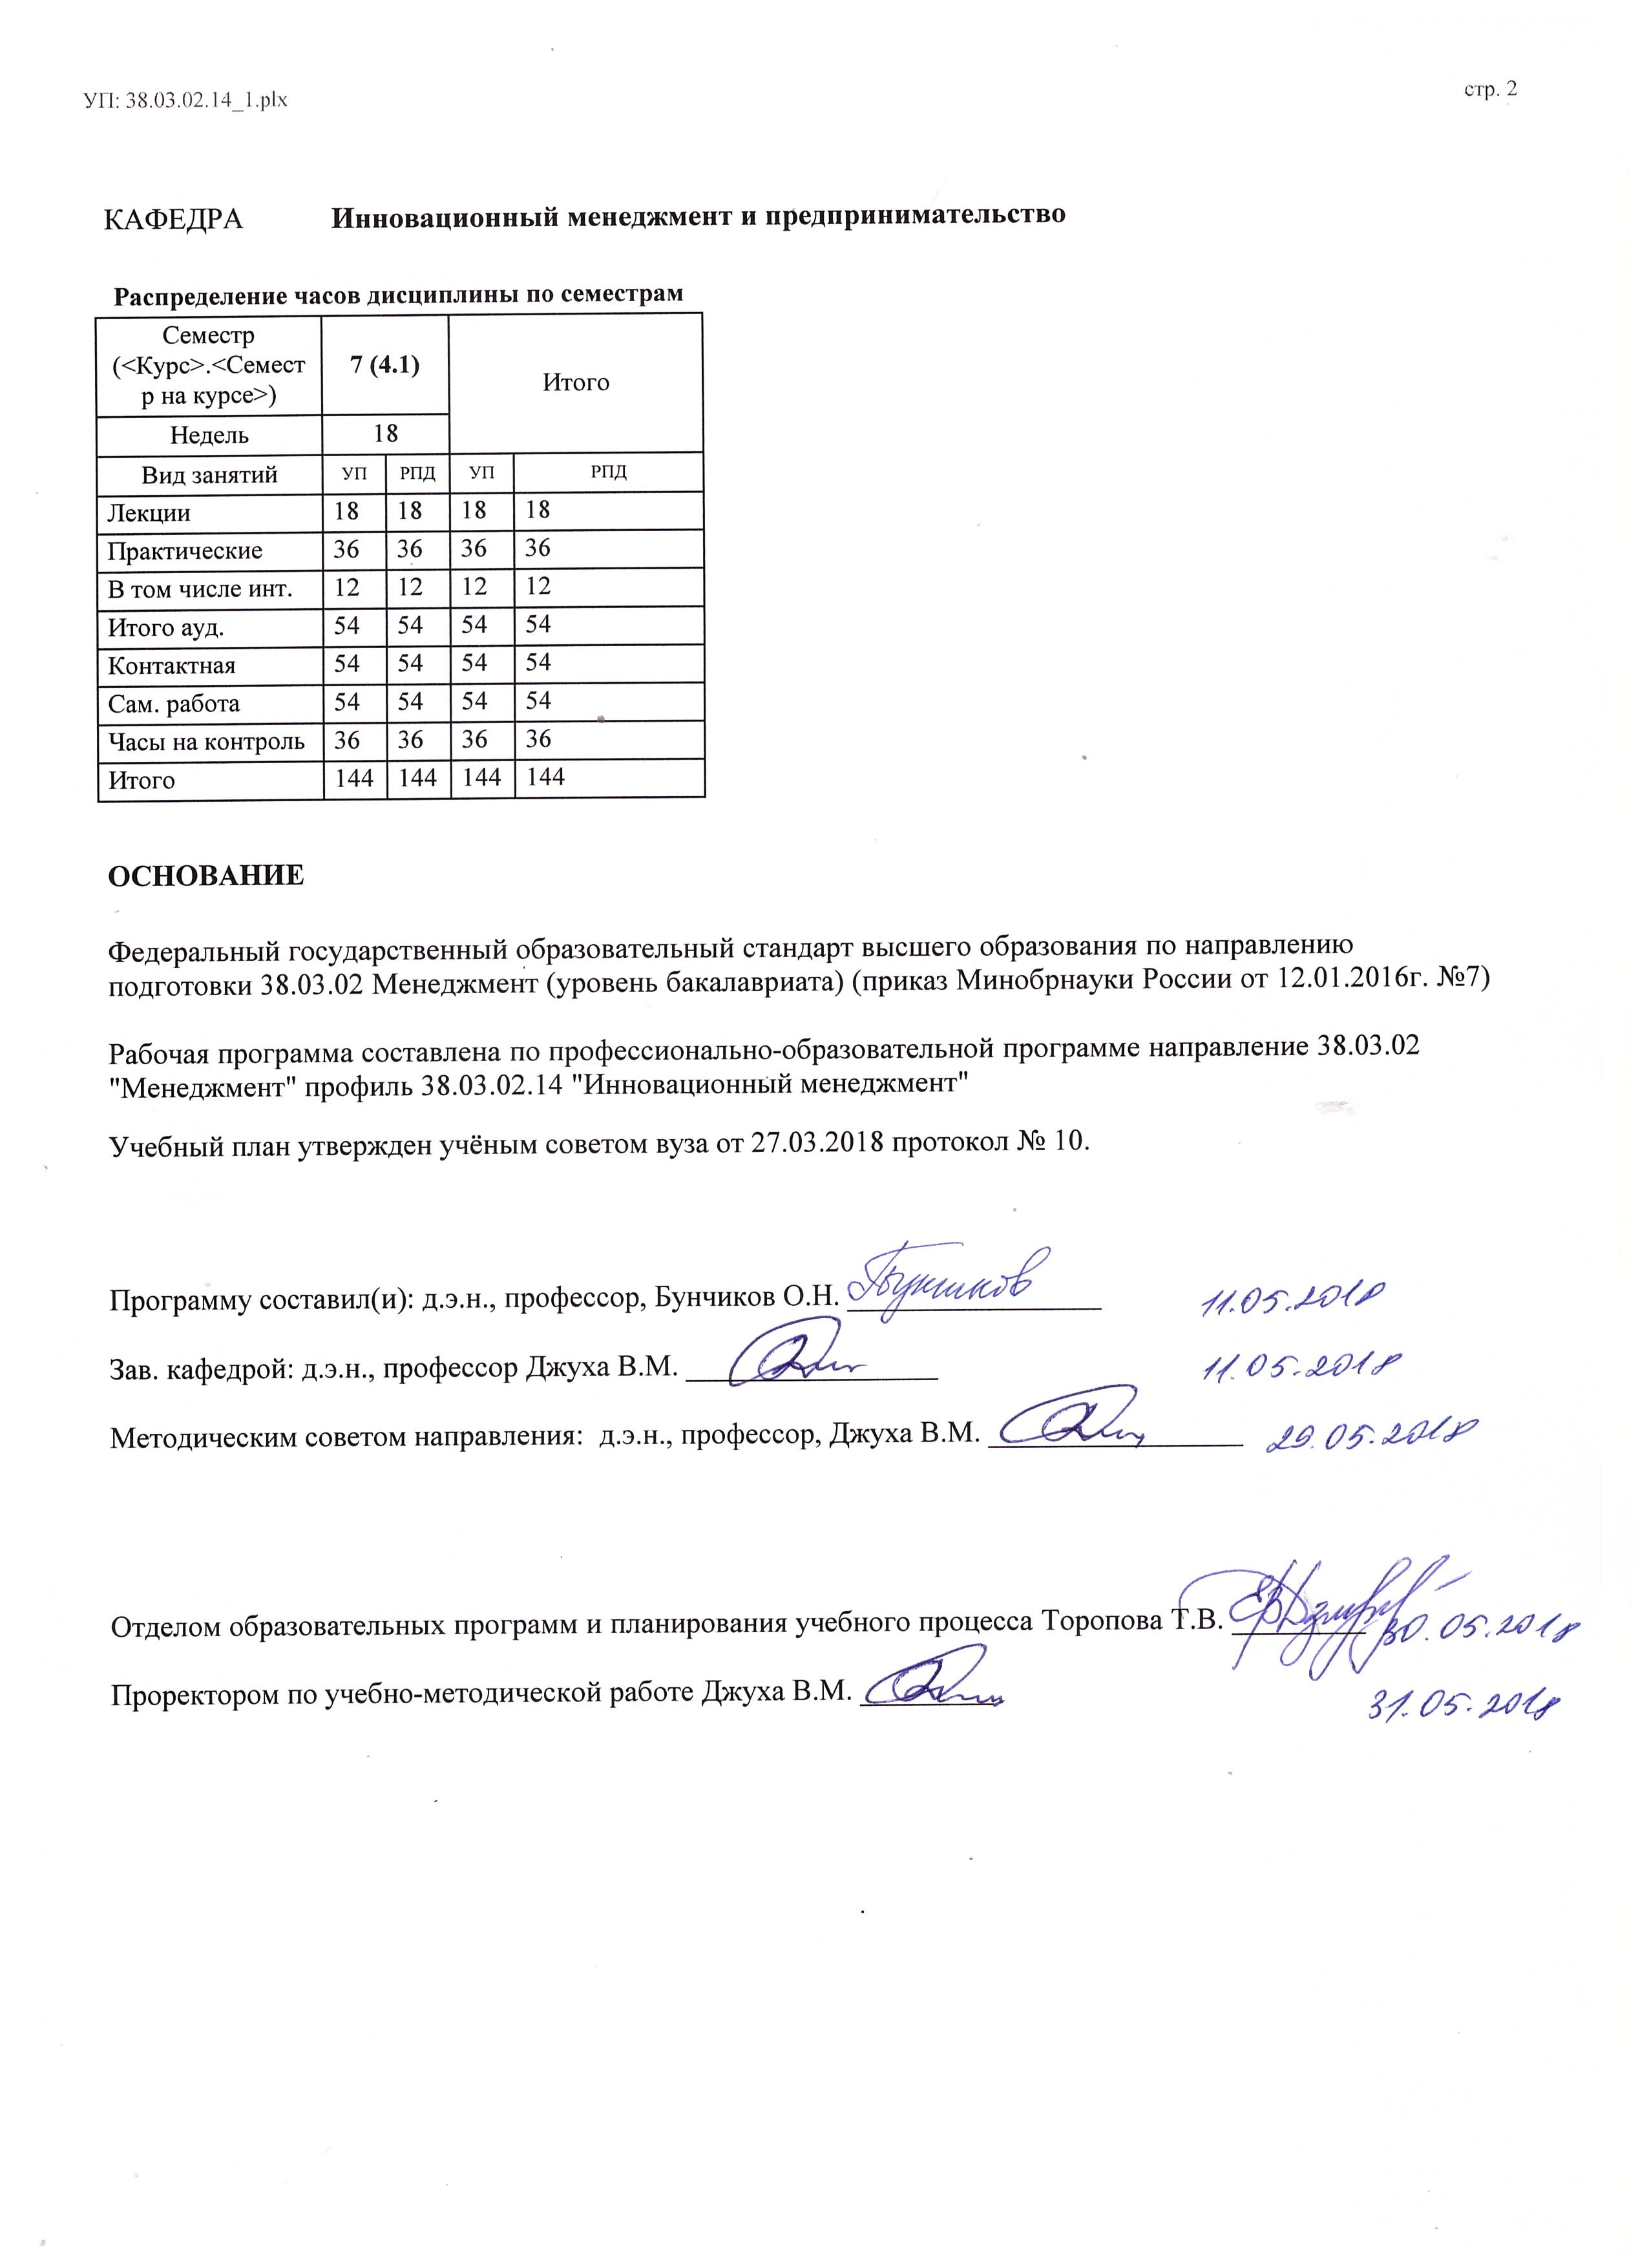 УП: 38.03.02.14_1.plx стр. 2
КАФЕДРА Инновационный менеджмент и предпринимательство
Распределение часов дисциплины по семестрам
Семестр (<Курс>.<Семестр на курсе>) 7 (4.1) Итого
Недель 18
Вид занятий УП РПД УП РПД
Лекции 18 18 18 18
Практические 36 36 36 36
В том числе инт. 12 12 12 12
Итого ауд. 54 54 54 54
Контактная 54 54 54 54
Сам. работа 54 54 54 54
Часы на контроль 36 36 36 36
Итого 144 144 144 144
ОСНОВАНИЕ
Федеральный государственный образовательный стандарт высшего образования по направлению
подготовки 38.03.02 Менеджмент (уровень бакалавриата) (приказ Минобрнауки России от 12.01.2016г. №7)
Рабочая программа составлена по профессионально-образовательной программе направление 38.03.02
"Менеджмент" профиль 38.03.02.14 "Инновационный менеджмент"
Учебный план утвержден учёным советом вуза от 27.03.2018 протокол № 10.
Программу составил(и): д.э.н., профессор, Бунчиков О.Н. Бунчиков 11.05.2018
Зав. кафедрой: д.э.н., профессор Джуха В.М. 11.05.2018
Методическим советом направления: д.э.н., профессор, Джуха В.М. 29.05.2018
Отделом образовательных программ и планирования учебного процесса Торопова Т.В. 30.05.2018
Проректором по учебно-методической работе Джуха В.М. 31.05.2018